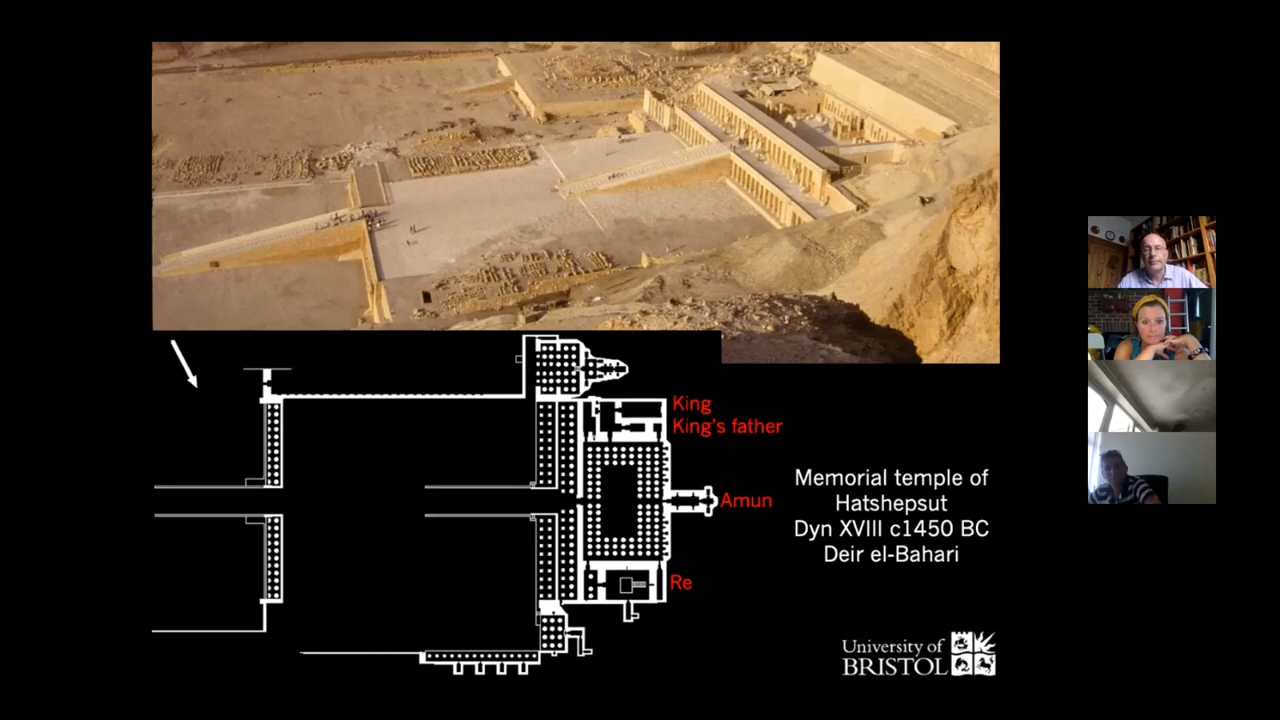 King
King's father
Amun
Re
Memorial temple of
Hatshepsut
Dyn XVIII c1450 BC
Deir el-Bahari
University of
BRISTOL